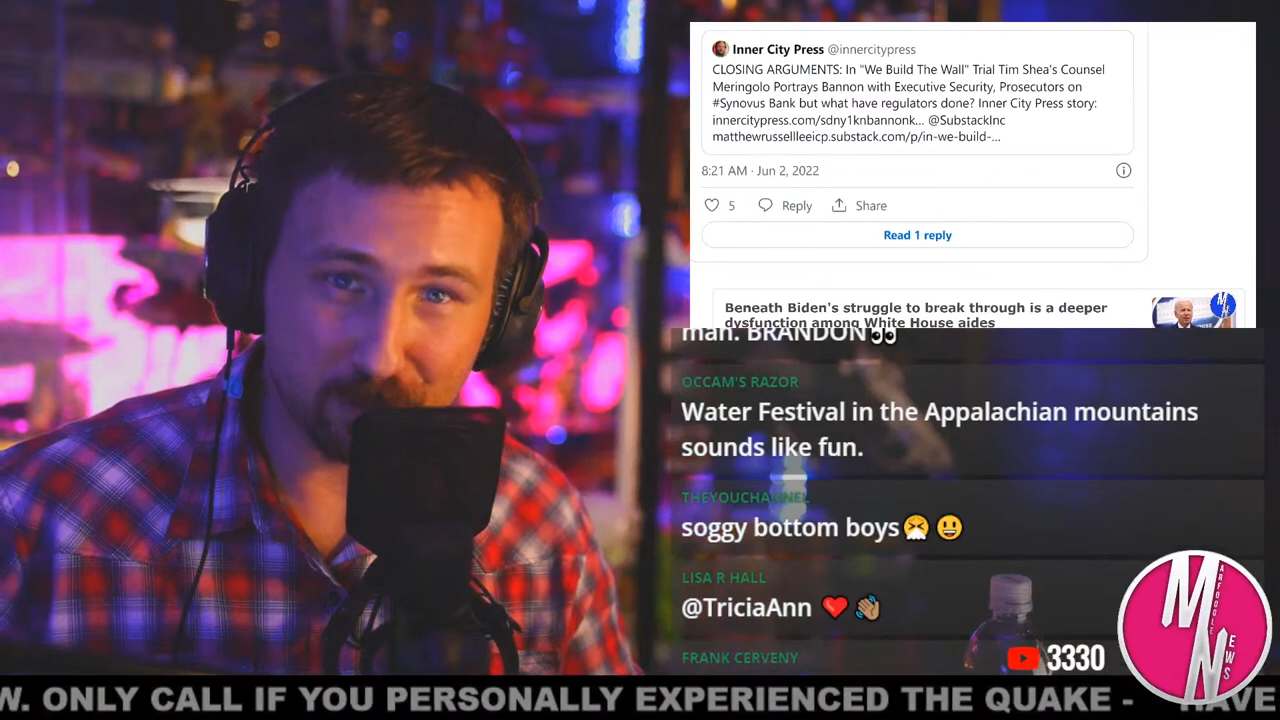 Inner City Press @innercitypress
CLOSING ARGUMENTS: In "We Build The Wall" Trial Tim Shea's Counsel
Meringolo Portrays Bannon with Executive Security, Prosecutors on
#Synovus Bank but what have regulators done? Inner City Press story:
innercitypress.com/sdny1knbannonk... @SubstackInc
matthewrussellleeicp.substack.com/p/in-we-build-...
8:21 AM · Jun 2, 2022
5 Reply Share
Read 1 reply
Beneath Biden's struggle to break through is a deeper
dysfunction among White House aides
man. BRANDON👀
OCCAM'S RAZOR
Water Festival in the Appalachian mountains
sounds like fun.
THEYOUCHANNEL
soggy bottom boys🤧 😃
LISA R HALL
@TriciaAnn ❤️ 👋🏽
FRANK CERVENY
3330
MARFOOGLE NEWS
W. ONLY CALL IF YOU PERSONALLY EXPERIENCED THE QUAKE - HAVE